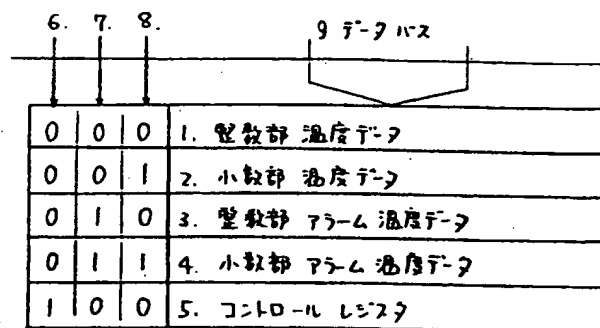 6. 7. 8. 9 データ バス
0 0 0 1. 整数部 温度データ
0 0 1 2. 小数部 温度データ
0 1 0 3. 整数部 アラーム 温度データ
0 1 1 4. 小数部 アラーム 温度データ
1 0 0 5. コントロール レジスタ